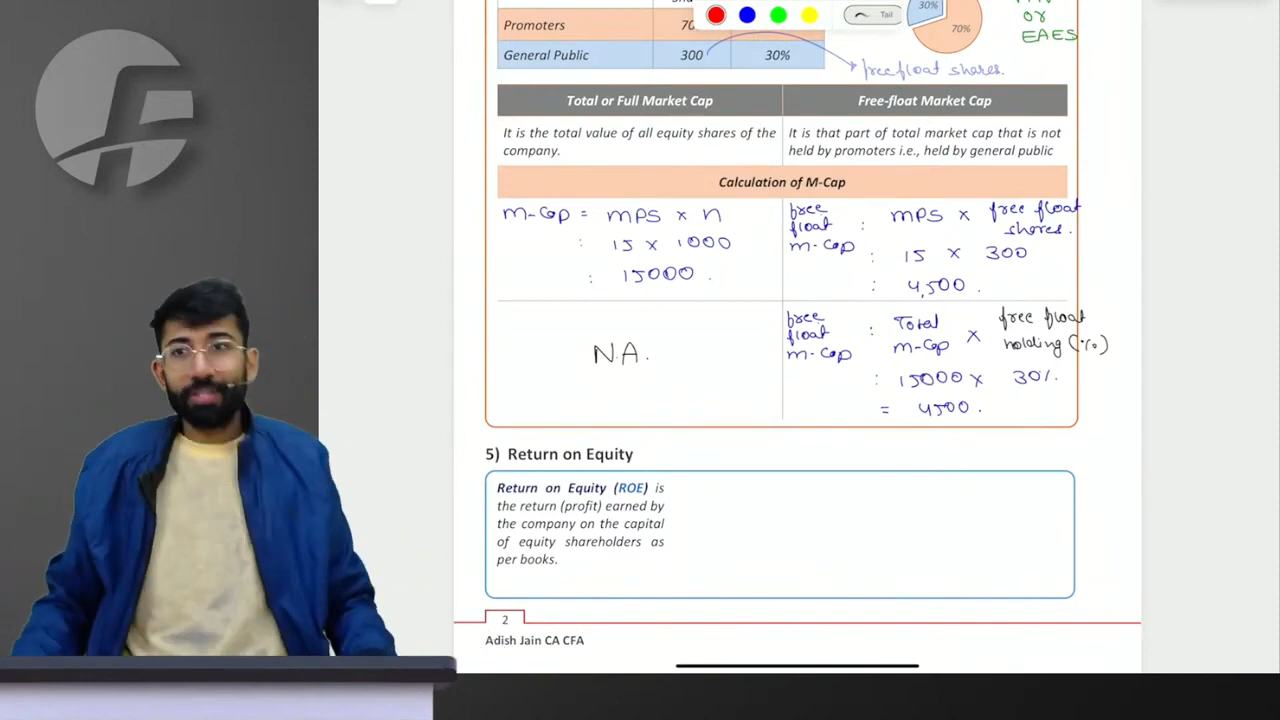 Tail
30%
70%
or
EAES
Promoters 70
General Public 300 30%
free float shares.
Total or Full Market Cap
Free-float Market Cap
It is the total value of all equity shares of the company.
It is that part of total market cap that is not
held by promoters i.e., held by general public
Calculation of M-Cap
m-Cap = MPS x n
: 15 x 1000
: 15000.
free float m-Cap : MPS x free float shares.
: 15 x 300
: 4,500.
N.A.
free float m-Cap : Total m-Cap x free float holding (%)
: 15000 x 30%.
= 4500.
5) Return on Equity
Return on Equity (ROE) is
the return (profit) earned by
the company on the capital
of equity shareholders as
per books.
2
Adish Jain CA CFA